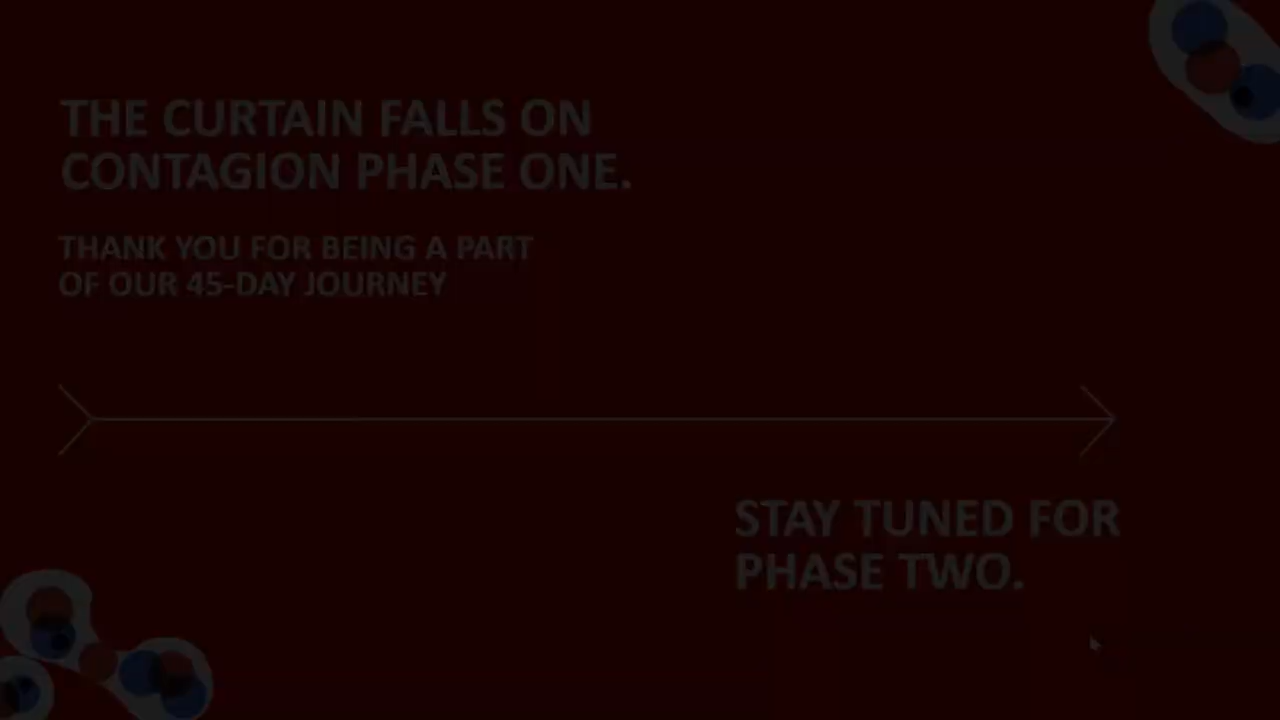 THE CURTAIN FALLS ON
CONTAGION PHASE ONE.
THANK YOU FOR BEING A PART
OF OUR 45-DAY JOURNEY
STAY TUNED FOR
PHASE TWO.